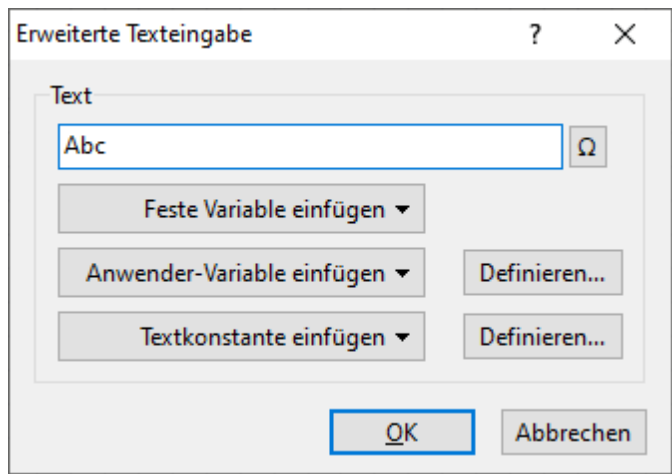 Erweiterte Texteingabe ?
Text
Abc Ω
Feste Variable einfügen
Anwender-Variable einfügen Definieren...
Textkonstante einfügen Definieren...
OK Abbrechen